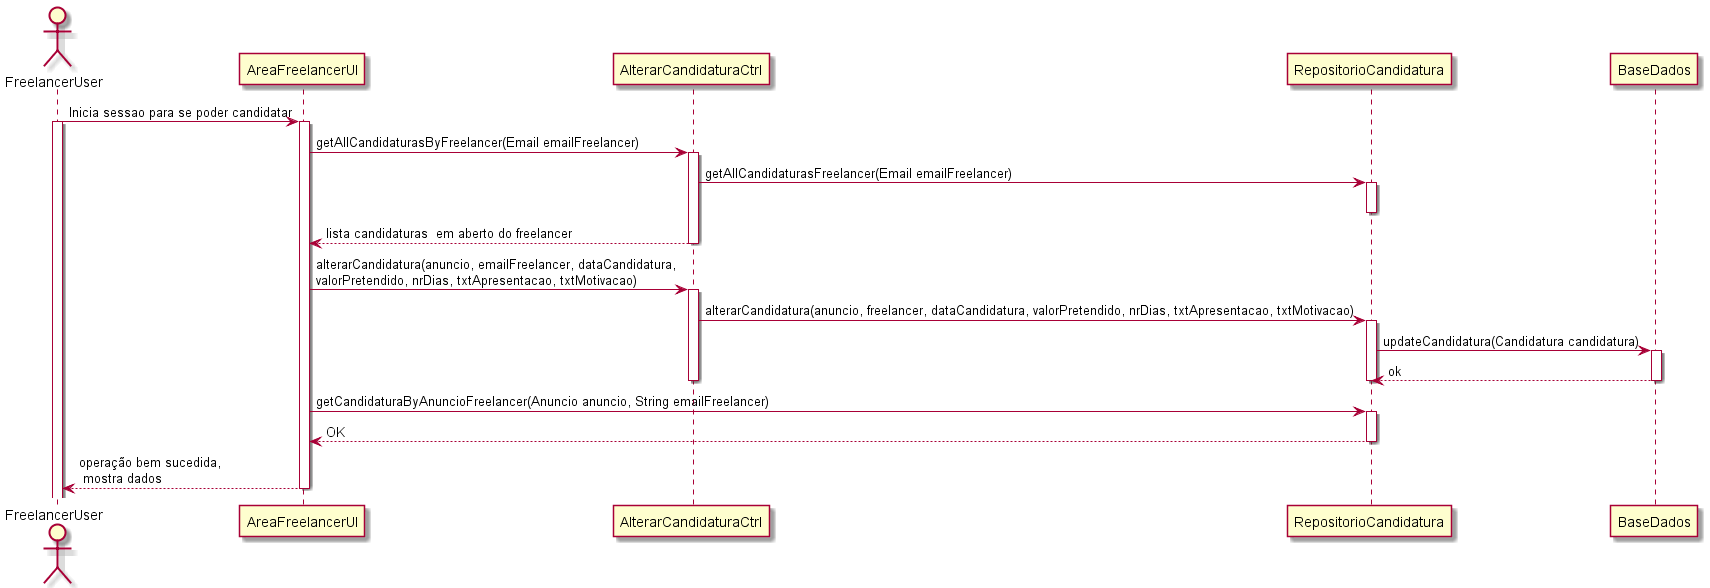 FreelancerUser
AreaFreelancerUI
AlterarCandidaturaCtrl
RepositorioCandidatura
BaseDados
Inicia sessao para se poder candidatar
getAllCandidaturasByFreelancer(Email emailFreelancer)
getAllCandidaturasFreelancer(Email emailFreelancer)
lista candidaturas  em aberto do freelancer
alterarCandidatura(anuncio, emailFreelancer, dataCandidatura,
valorPretendido, nrDias, txtApresentacao, txtMotivacao)
alterarCandidatura(anuncio, freelancer, dataCandidatura, valorPretendido, nrDias, txtApresentacao, txtMotivacao)
updateCandidatura(Candidatura candidatura)
ok
getCandidaturaByAnuncioFreelancer(Anuncio anuncio, String emailFreelancer)
OK
operação bem sucedida,
mostra dados
FreelancerUser
AreaFreelancerUI
AlterarCandidaturaCtrl
RepositorioCandidatura
BaseDados